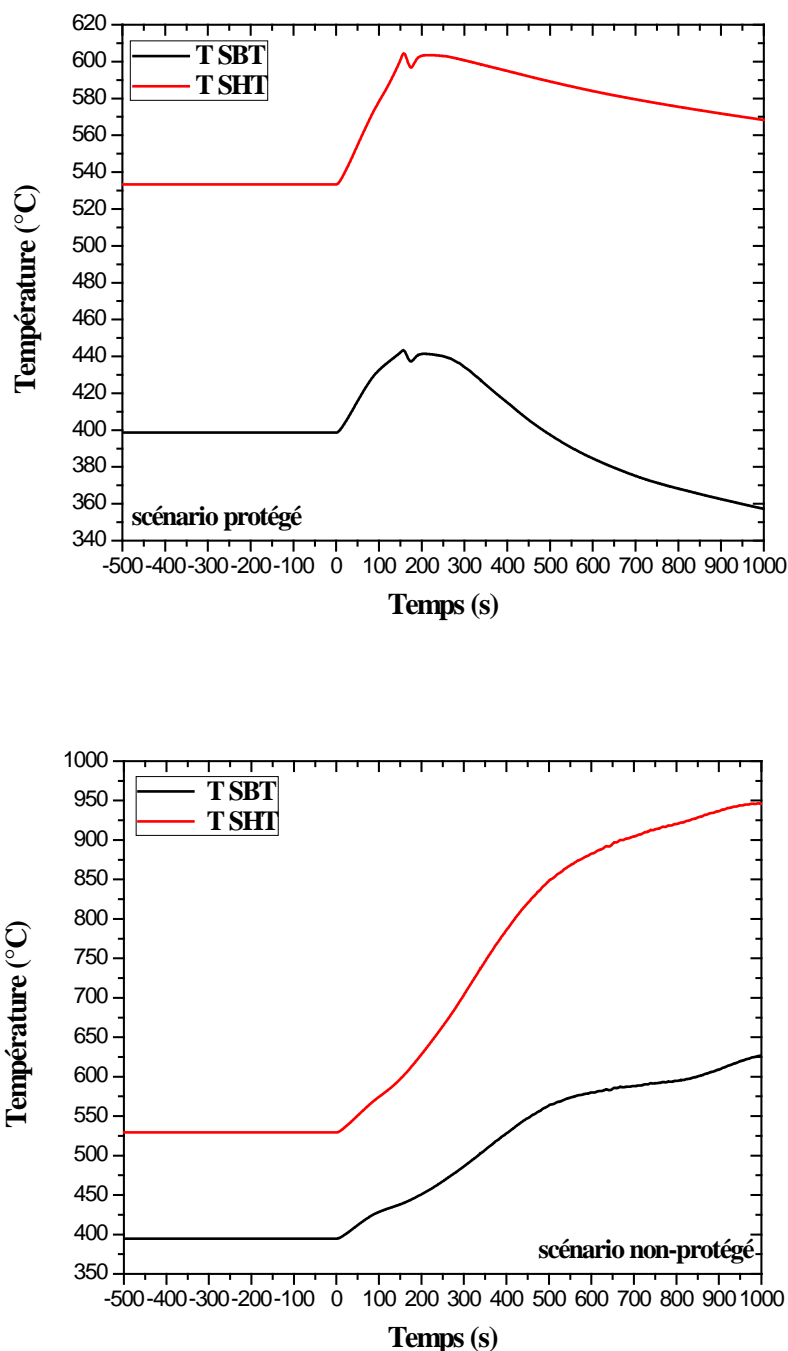 620
600
580
560
540
520
500
480
460
440
420
400
380
360
340
T SBT
T SHT
Température (°C)
scénario protégé
-500 -400 -300 -200 -100 0 100 200 300 400 500 600 700 800 900 1000
Temps (s)
1000
950
900
850
800
750
700
650
600
550
500
450
400
350
T SBT
T SHT
Température (°C)
scénario non-protégé
-500 -400 -300 -200 -100 0 100 200 300 400 500 600 700 800 900 1000
Temps (s)